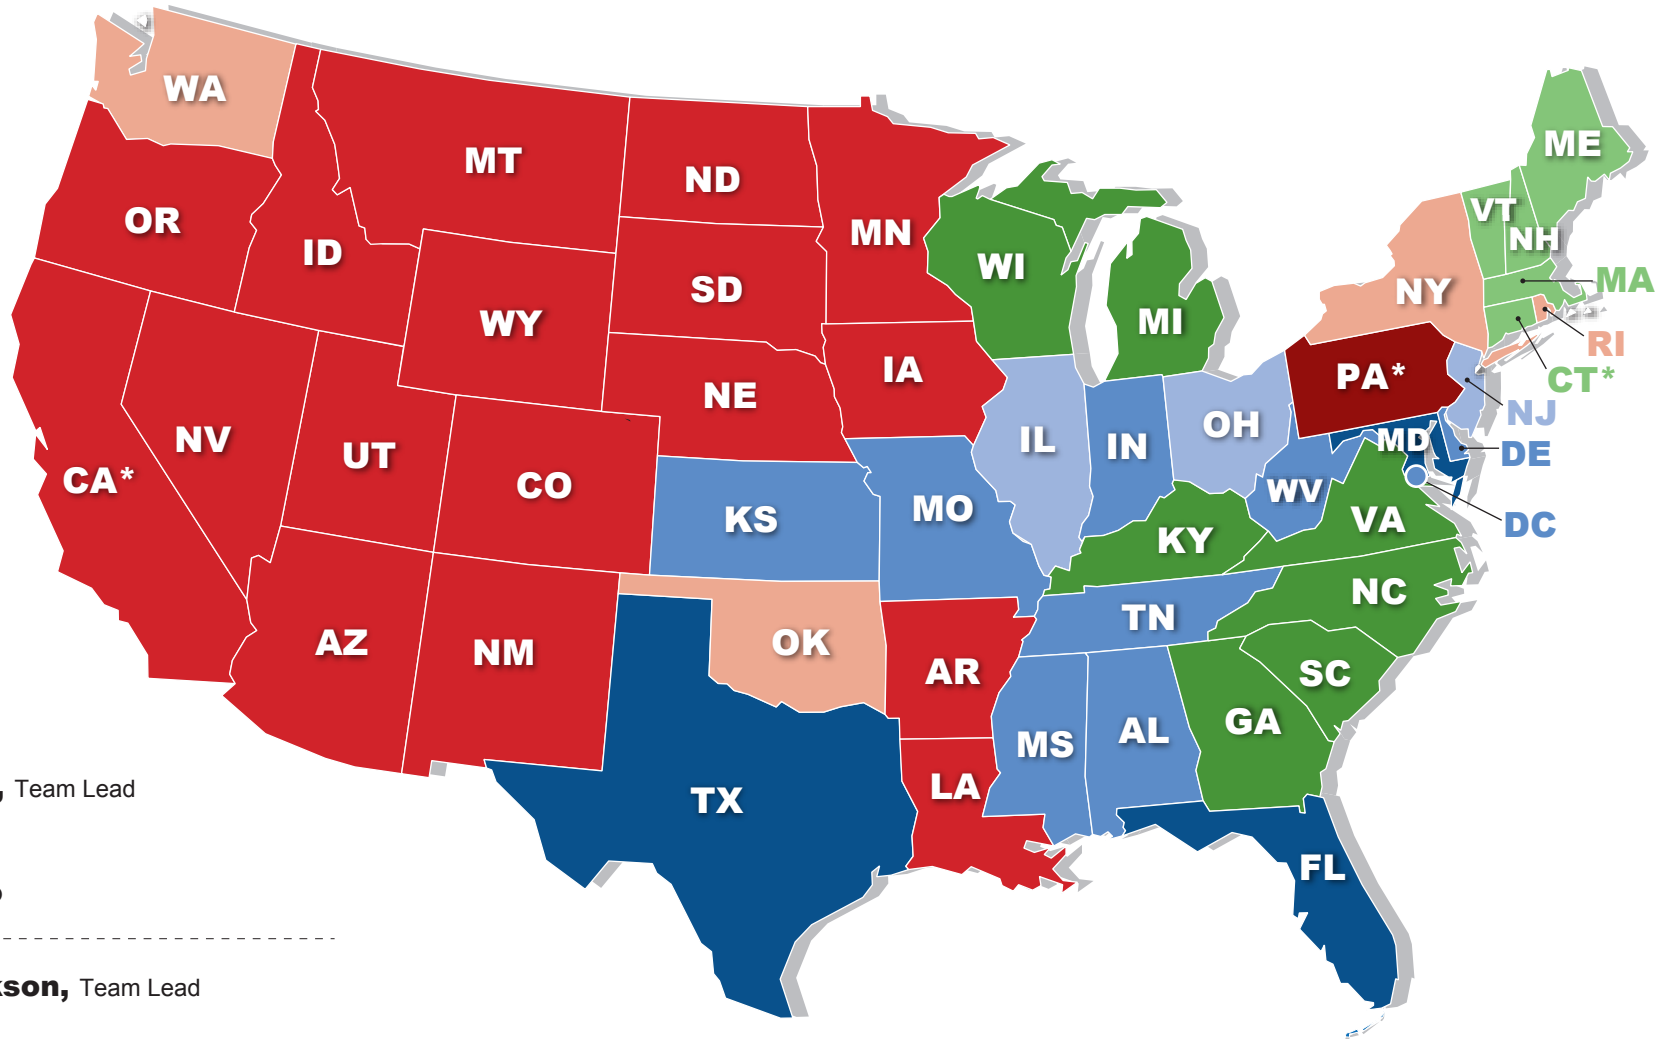 WA
MT
ND
MN
ME
OR
ID
SD
WI
MI
VT
NH
MA
NY
RI
WY
IA
NE
PA*
CT*
NJ
NV
UT
CO
CA*
KS
MO
IL
IN
OH
MD
DE
WV
VA
DC
KY
NC
TN
AZ
NM
OK
AR
SC
GA
MS
AL
LA
TX
FL
, Team Lead
son, Team Lead